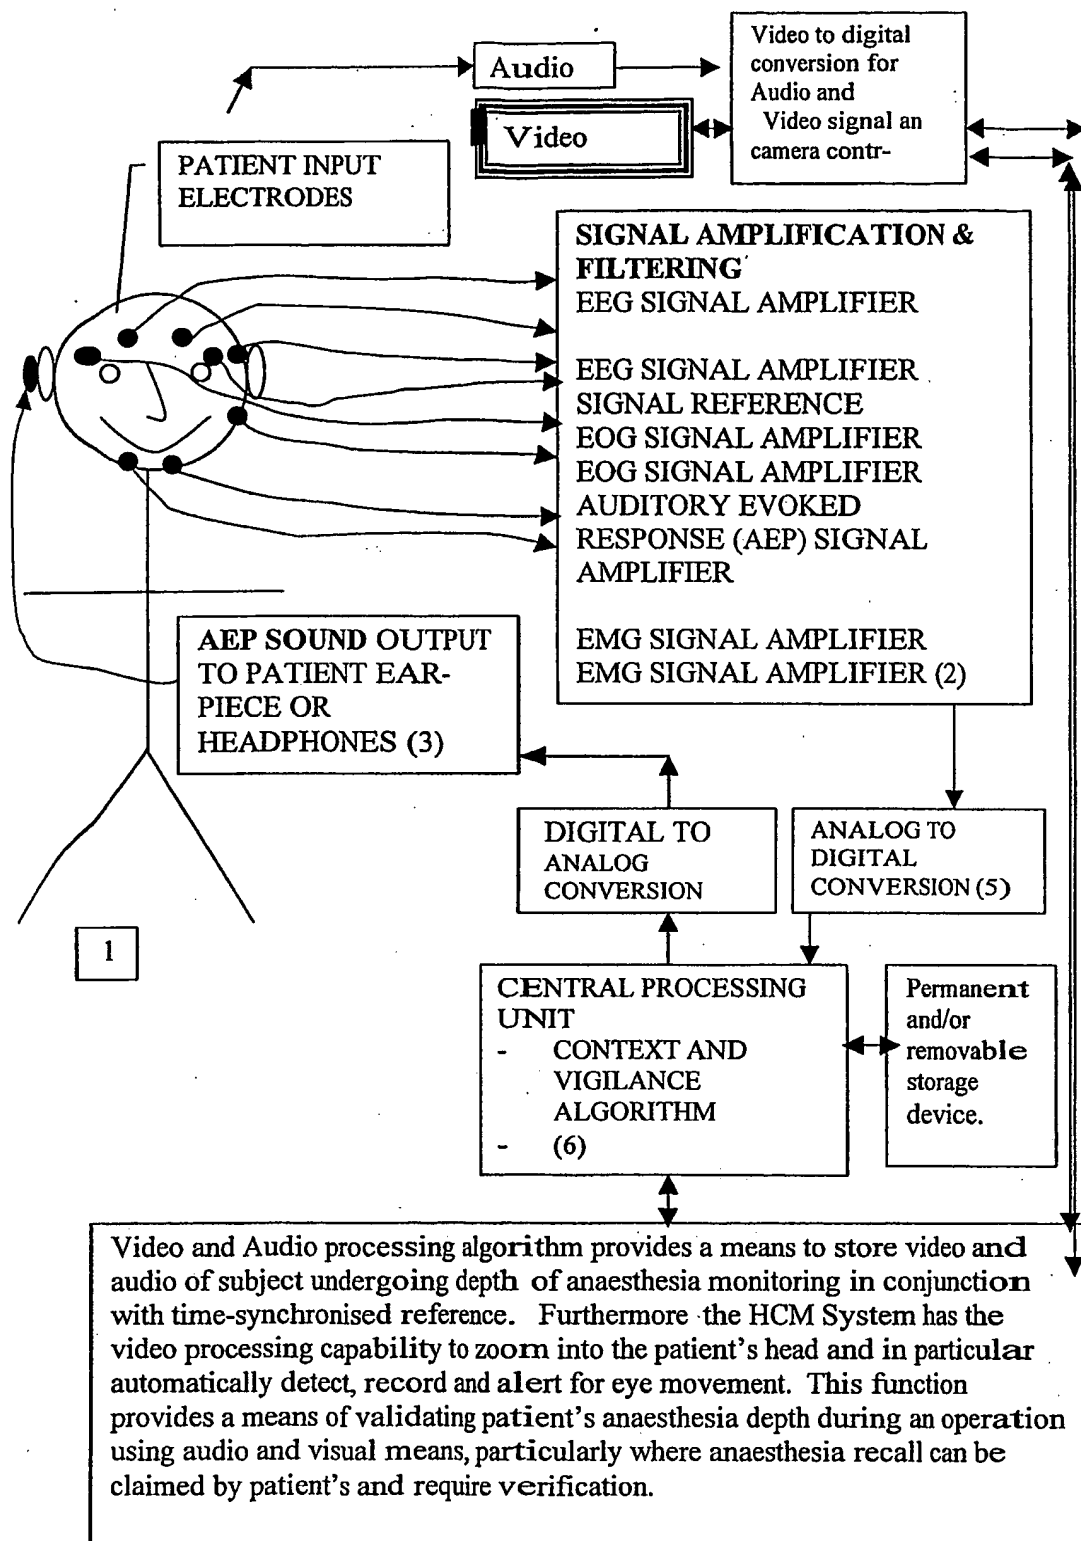 Audio
Video
Video to digital
conversion for
Audio and
Video signal an
camera contr-
PATIENT INPUT
ELECTRODES
SIGNAL AMPLIFICATION &
FILTERING
EEG SIGNAL AMPLIFIER
EEG SIGNAL AMPLIFIER
SIGNAL REFERENCE
EOG SIGNAL AMPLIFIER
EOG SIGNAL AMPLIFIER
AUDITORY EVOKED
RESPONSE (AEP) SIGNAL
AMPLIFIER
EMG SIGNAL AMPLIFIER
EMG SIGNAL AMPLIFIER (2)
AEP SOUND OUTPUT
TO PATIENT EAR-
PIECE OR
HEADPHONES (3)
DIGITAL TO
ANALOG
CONVERSION
ANALOG TO
DIGITAL
CONVERSION (5)
1
CENTRAL PROCESSING
UNIT
- CONTEXT AND
VIGILANCE
ALGORITHM
- (6)
Permanent
and/or
removable
storage
device.
Video and Audio processing algorithm provides a means to store video and
audio of subject undergoing depth of anaesthesia monitoring in conjunction
with time-synchronised reference. Furthermore the HCM System has the
video processing capability to zoom into the patient's head and in particular
automatically detect, record and alert for eye movement. This function
provides a means of validating patient's anaesthesia depth during an operation
using audio and visual means, particularly where anaesthesia recall can be
claimed by patient's and require verification.